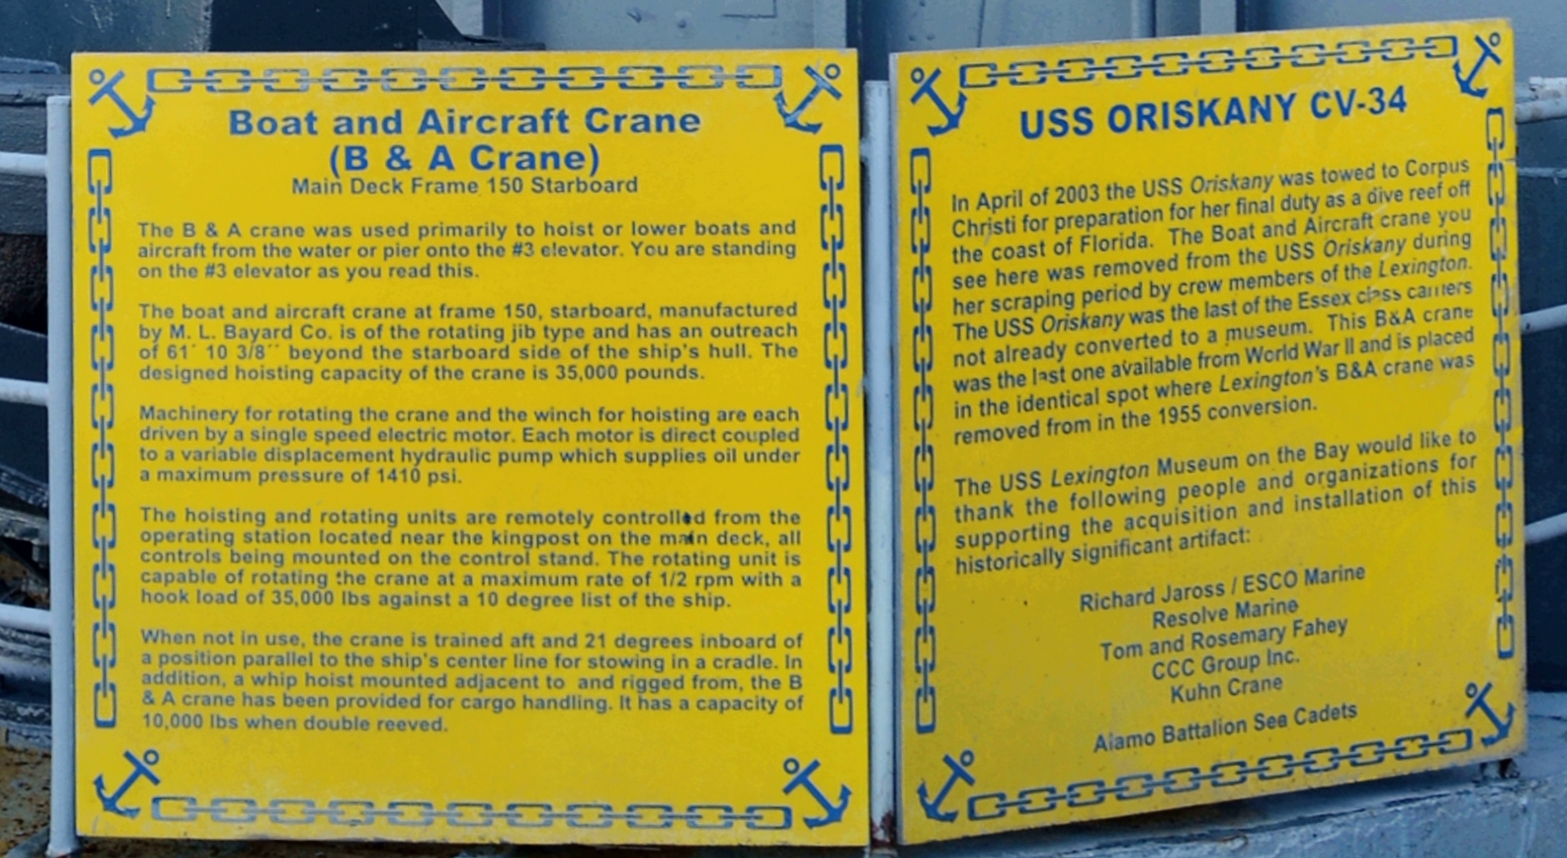 Boat and Aircraft Crane
(B & A Crane)
Main Deck Frame 150 Starboard
The B & A crane was used primarily to hoist or lower boats and
aircraft from the water or pier onto the #3 elevator. You are standing
on the #3 elevator as you read this.
The boat and aircraft crane at frame 150, starboard, manufactured
by M. L. Bayard Co. is of the rotating jib type and has an outreach
of 61´ 10 3/8´´ beyond the starboard side of the ship's hull. The
designed hoisting capacity of the crane is 35,000 pounds.
Machinery for rotating the crane and the winch for hoisting are each
driven by a single speed electric motor. Each motor is direct coupled
to a variable displacement hydraulic pump which supplies oil under
a maximum pressure of 1410 psi.
The hoisting and rotating units are remotely controlled from the
operating station located near the kingpost on the main deck, all
controls being mounted on the control stand. The rotating unit is
capable of rotating the crane at a maximum rate of 1/2 rpm with a
hook load of 35,000 lbs against a 10 degree list of the ship.
When not in use, the crane is trained aft and 21 degrees inboard of
a position parallel to the ship's center line for stowing in a cradle. In
addition, a whip hoist mounted adjacent to and rigged from, the B
& A crane has been provided for cargo handling. It has a capacity of
10,000 lbs when double reeved.
USS ORISKANY CV-34
In April of 2003 the USS Oriskany was towed to Corpus
Christi for preparation for her final duty as a dive reef off
the coast of Florida. The Boat and Aircraft crane you
see here was removed from the USS Oriskany during
her scraping period by crew members of the Lexington.
The USS Oriskany was the last of the Essex class carriers
not already converted to a museum. This B&A crane
was the last one available from World War II and is placed
in the identical spot where Lexington's B&A crane was
removed from in the 1955 conversion.
The USS Lexington Museum on the Bay would like to
thank the following people and organizations for
supporting the acquisition and installation of this
historically significant artifact:
Richard Jaross / ESCO Marine
Resolve Marine
Tom and Rosemary Fahey
CCC Group Inc.
Kuhn Crane
Alamo Battalion Sea Cadets